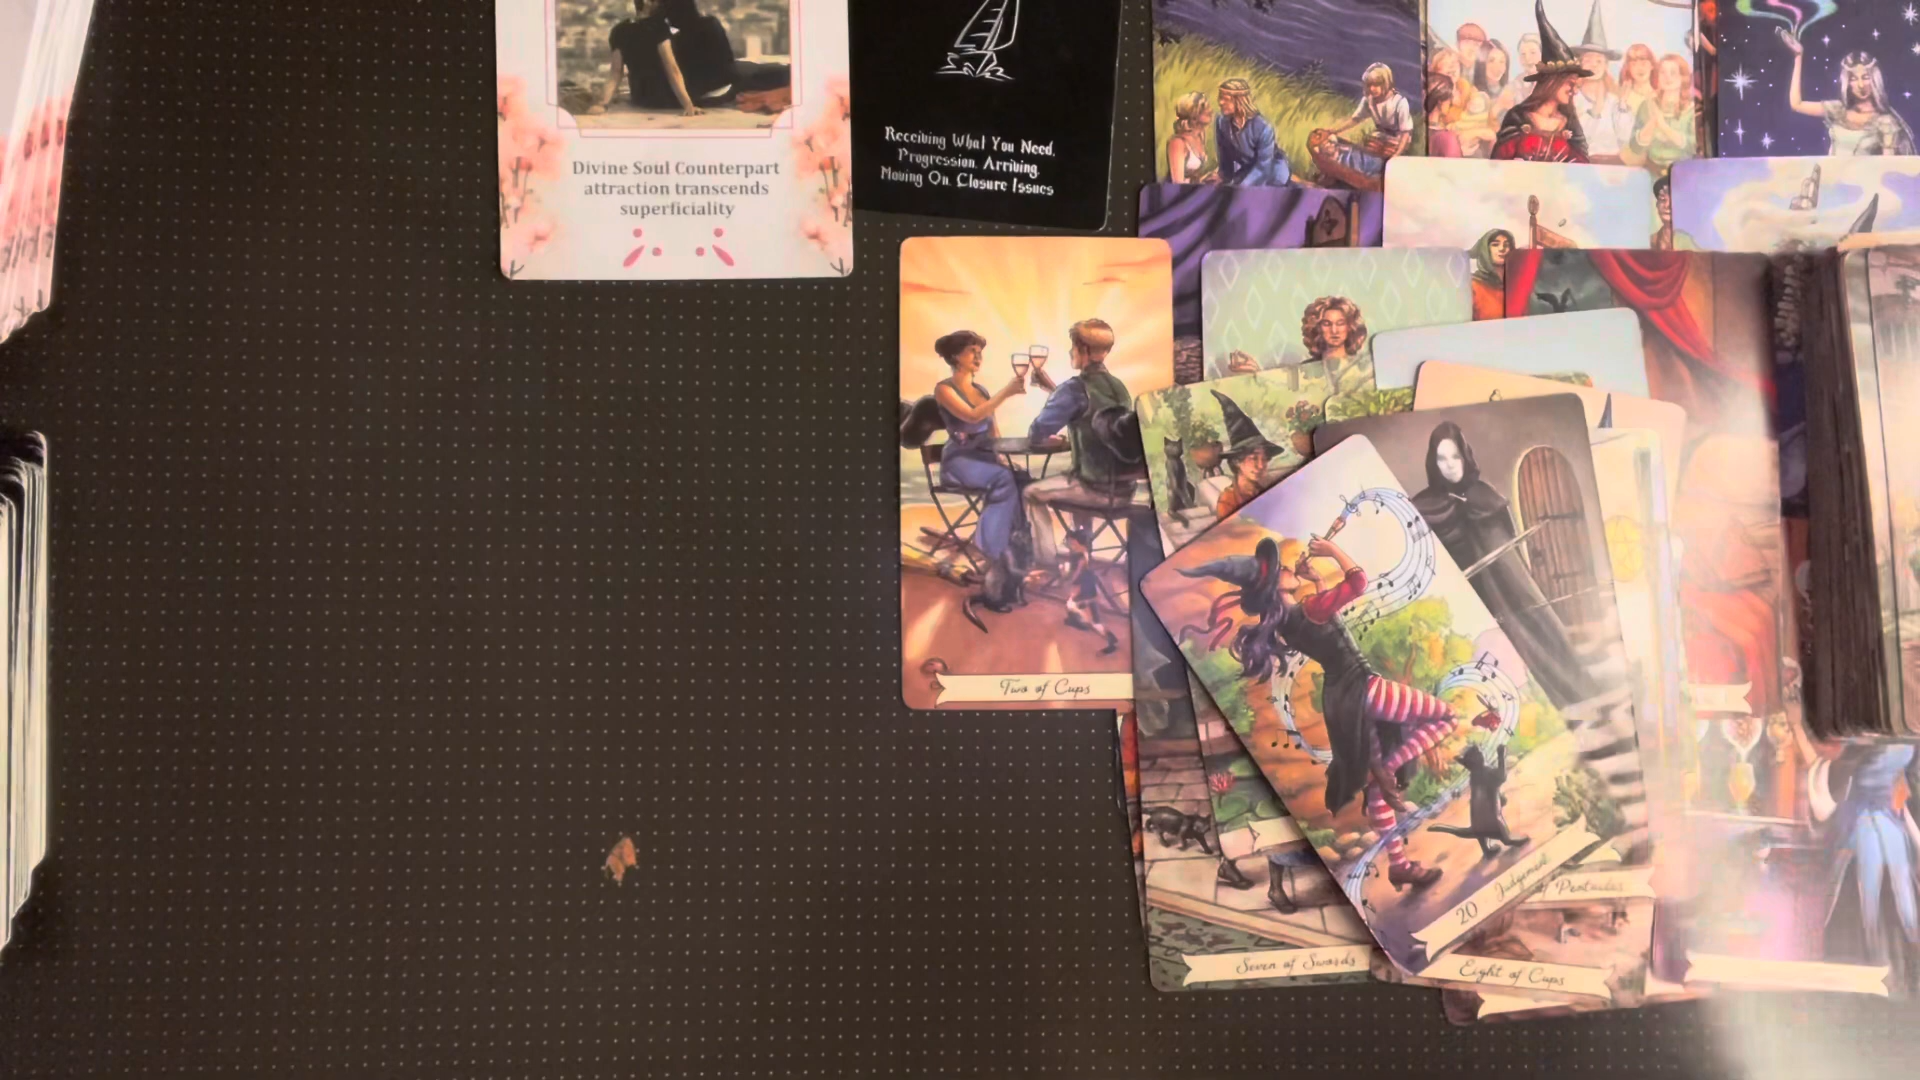 Divine Soul Counterpart
attraction transcends
superficiality
Receiving What You Need,
Progression, Arriving,
Moving On, Closure Issues
Two of Cups
20 Judgement
of Pentacles
Seven of Swords
Eight of Cups